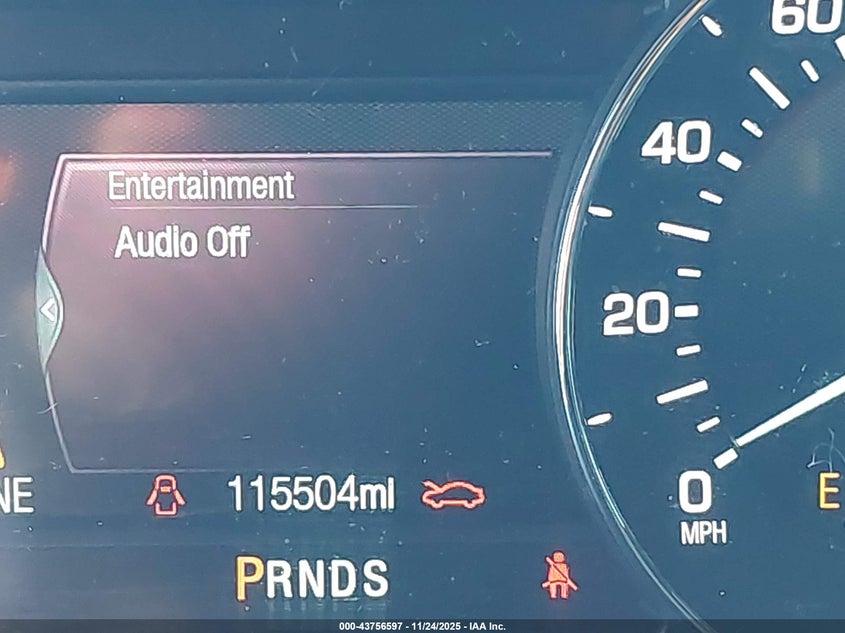 60
Entertainment
40
Audio Off
20
NE
115504mi
0
E
MPH
PRNDS
000-43756597 - 11/24/2025 - IAA Inc.